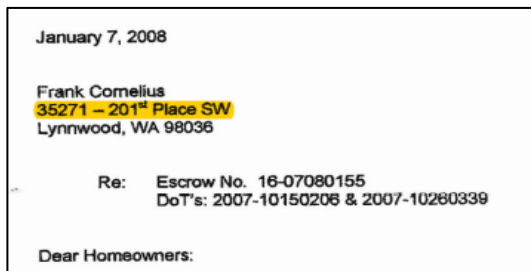 January 7, 2008
Frank Cornelius
35271 – 201st Place SW
Lynnwood, WA 98036
Re: Escrow No. 16-07080155
DoT's: 2007-10150206 & 2007-10260339
Dear Homeowners: